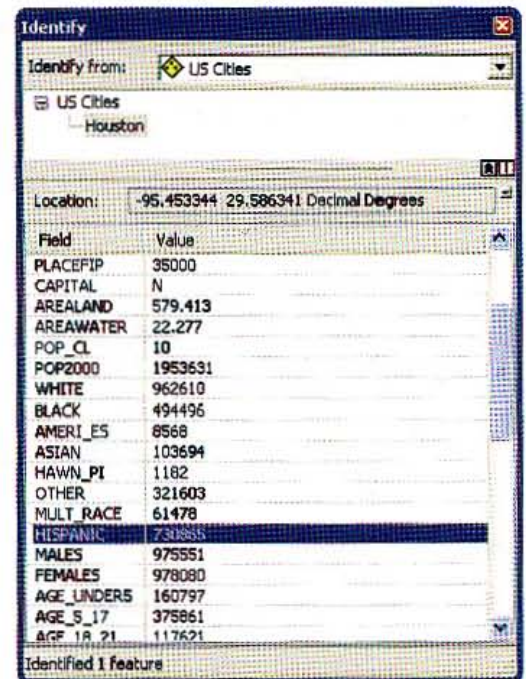 Identify
Identify from: US Cities
US Cities
Houston
Location: -95.453344 29.586341 Decimal Degrees
Field Value
PLACEFIP 35000
CAPITAL N
AREALAND 579.413
AREAWATER 22.277
POP_CL 10
POP2000 1953631
WHITE 962610
BLACK 494496
AMERI_ES 8568
ASIAN 103694
HAWN_PI 1182
OTHER 321603
MULT_RACE 61478
HISPANIC 730865
MALES 975551
FEMALES 978080
AGE_UNDER5 160797
AGE_5_17 375861
AGE_18_21 117621
Identified 1 feature